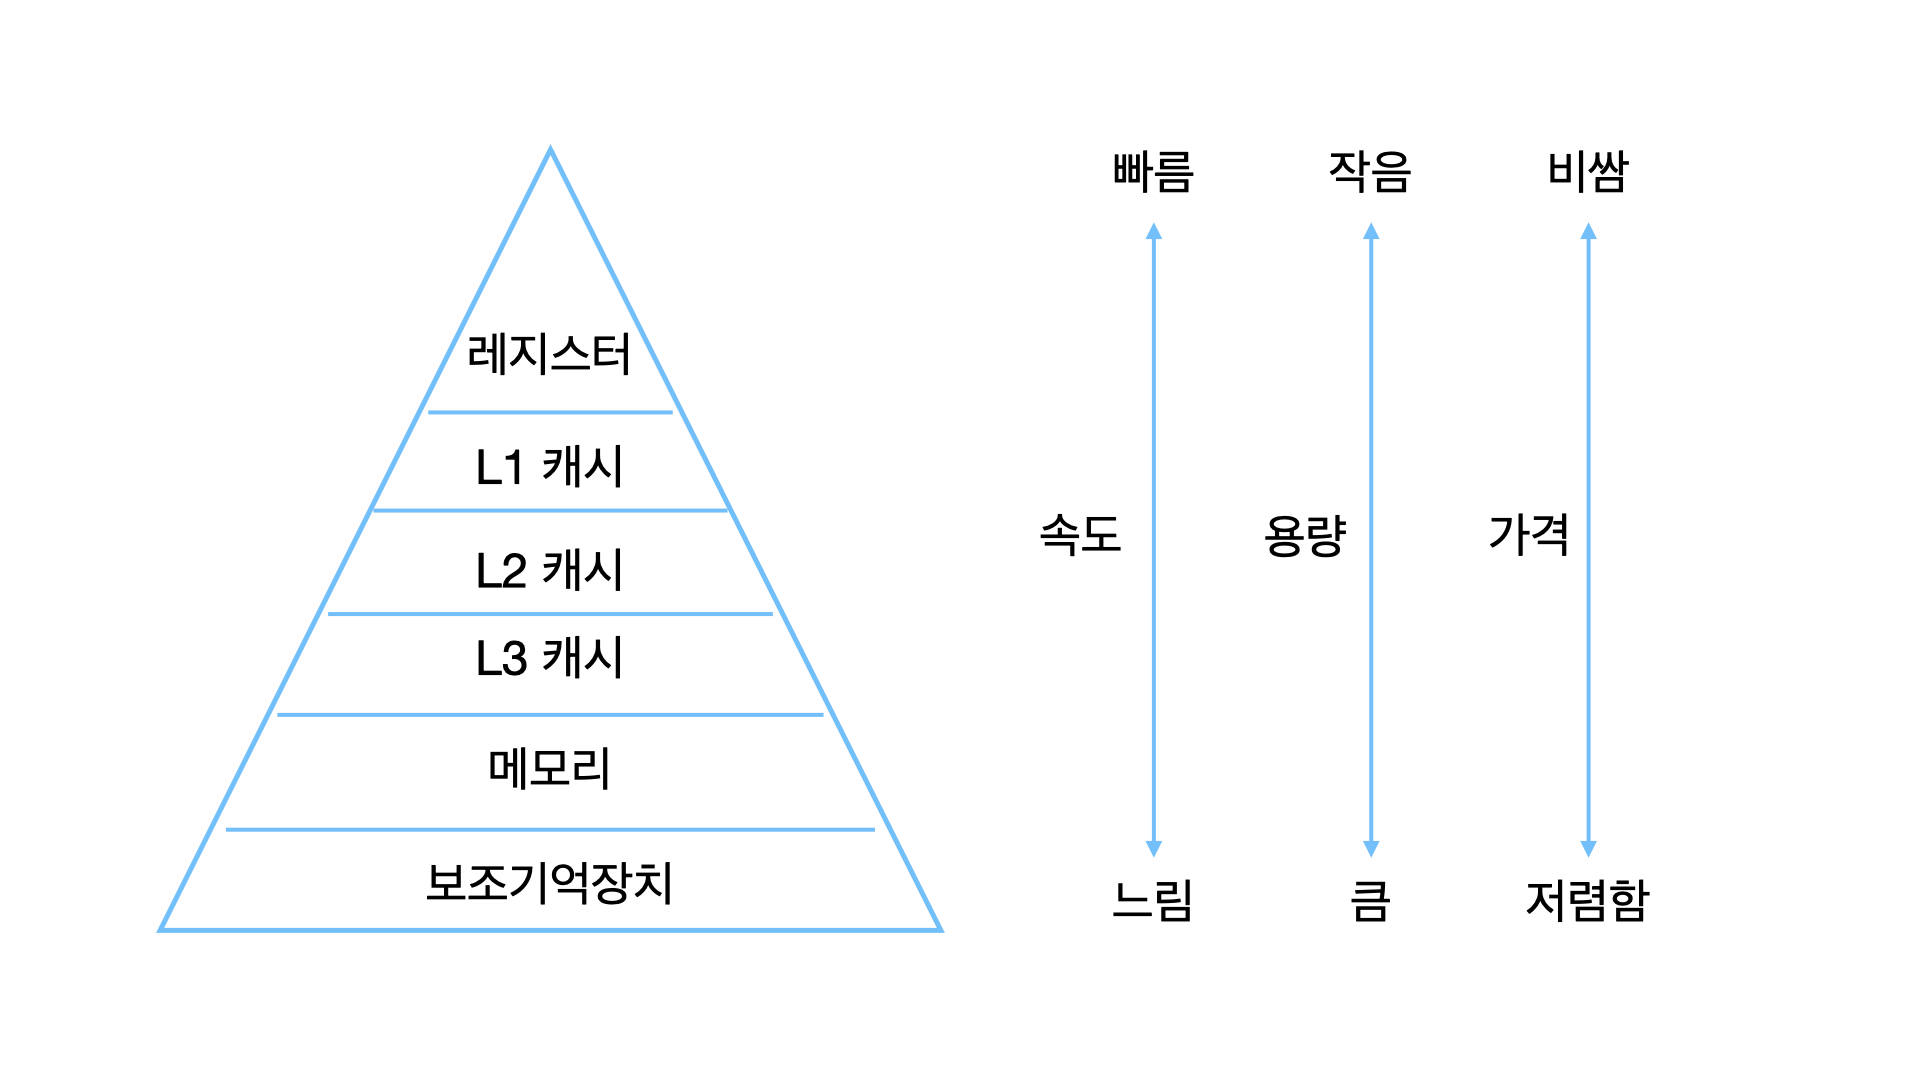 빠름
작음
비쌈
레지스터
L1 캐시
L2 캐시
L3 캐시
메모리
보조기억장치
속도
용량
가격
느림
큼
저렴함